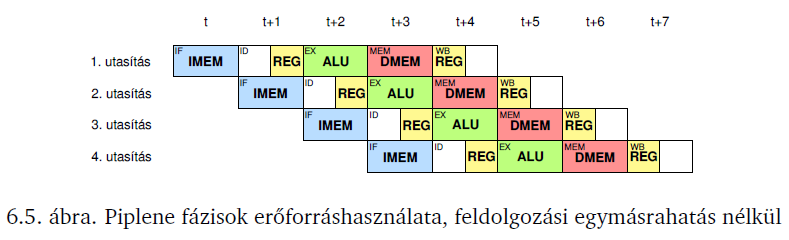 t t+1 t+2 t+3 t+4 t+5 t+6 t+7
1. utasítás IF IMEM ID REG EX ALU MEM DMEM WB REG
2. utasítás IF IMEM ID REG EX ALU MEM DMEM WB REG
3. utasítás IF IMEM ID REG EX ALU MEM DMEM WB REG
4. utasítás IF IMEM ID REG EX ALU MEM DMEM WB REG
6.5. ábra. Piplene fázisok erőforráshasználata, feldolgozási egymásrahatás nélkül